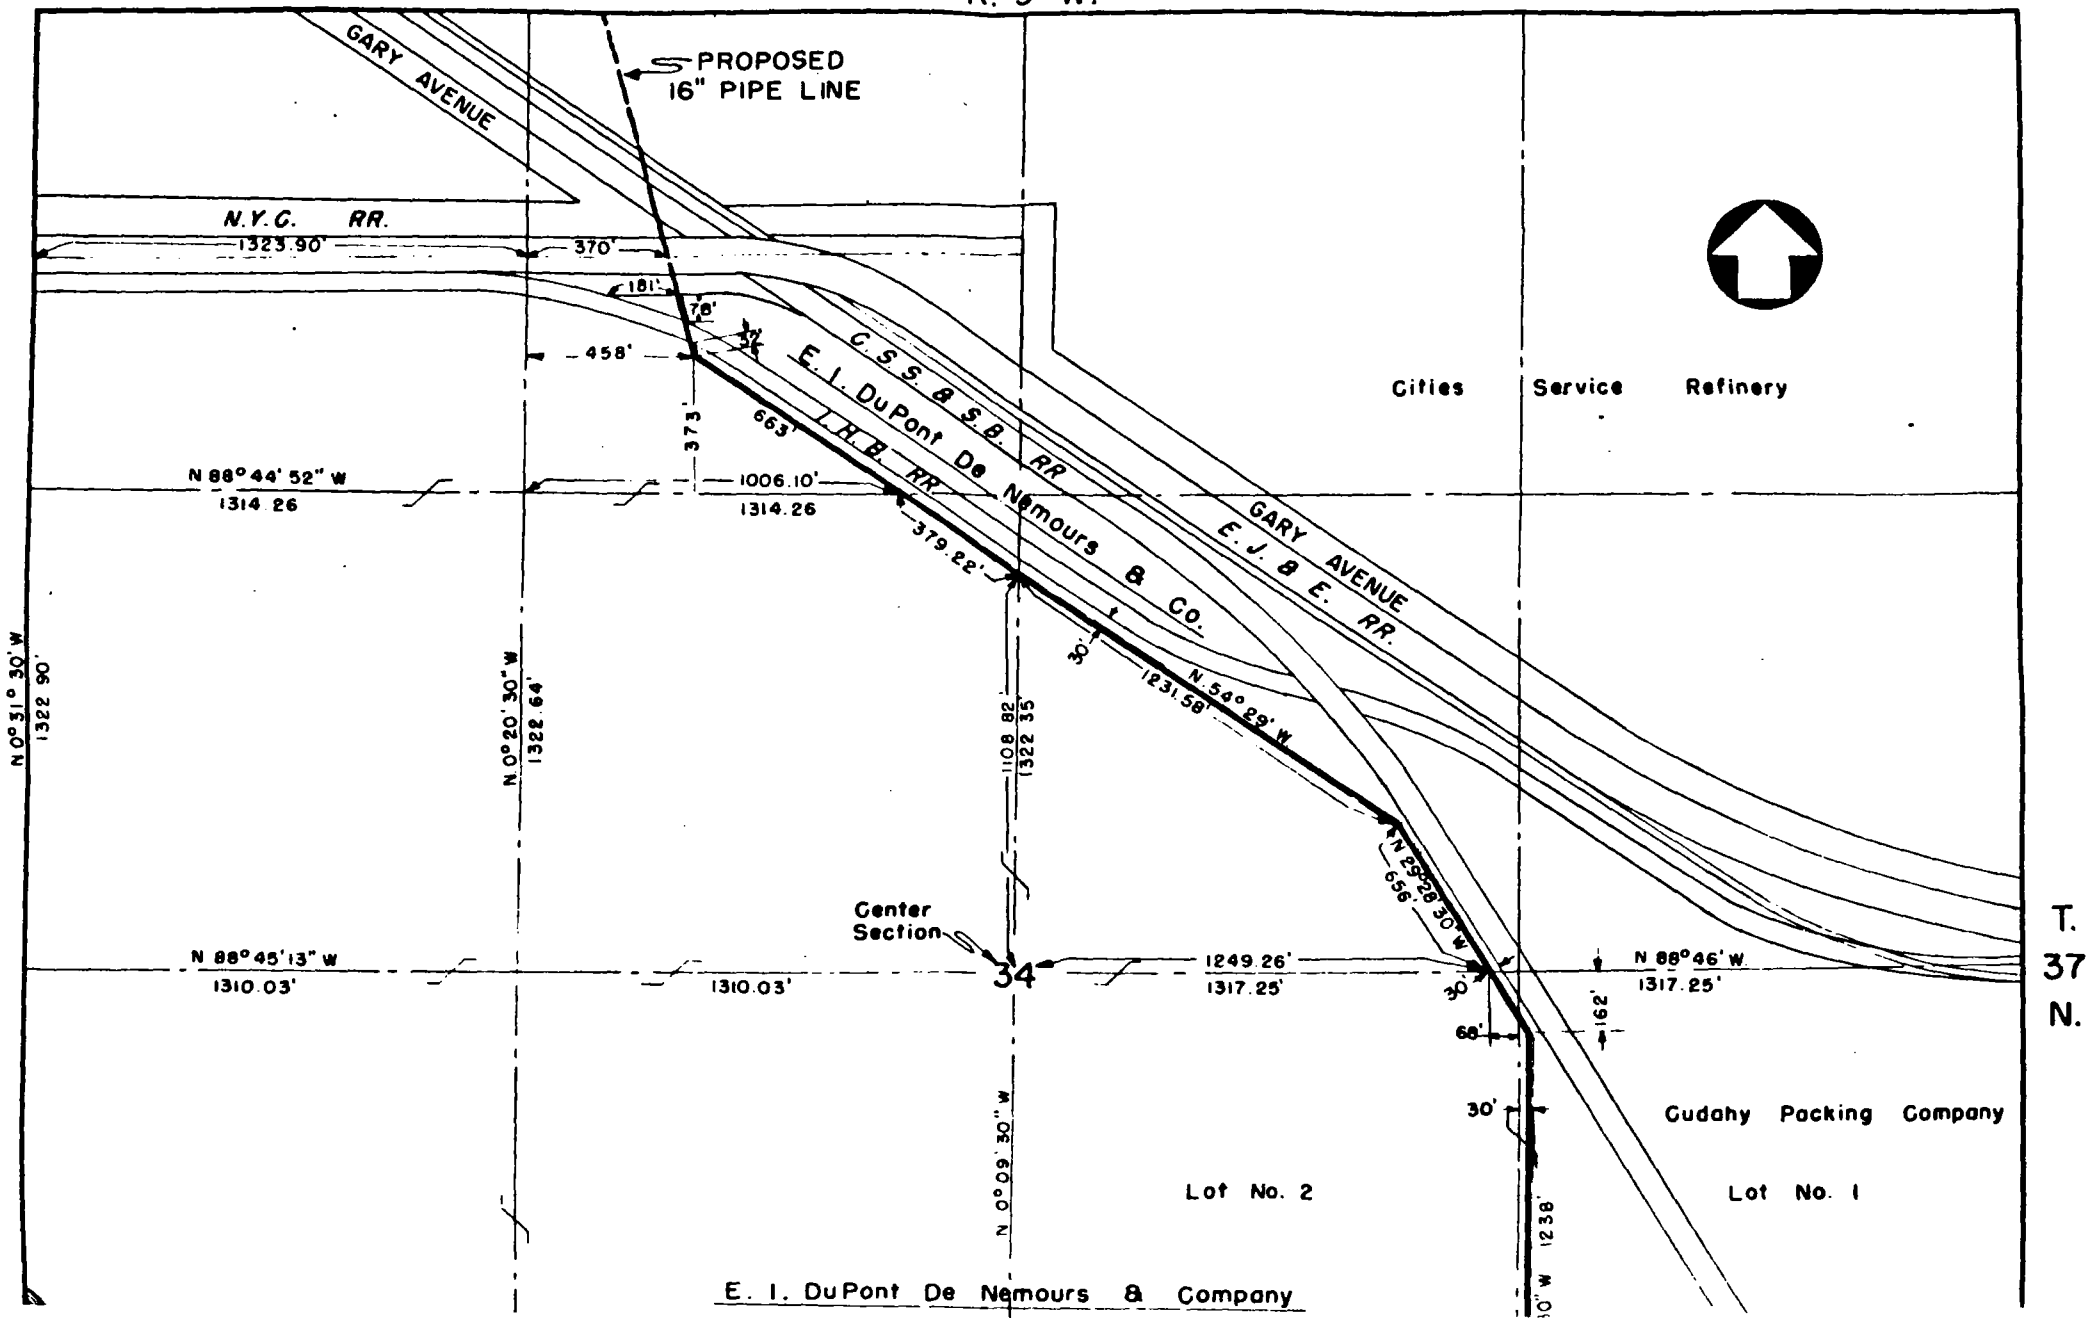 GARY AVENUE
PROPOSED
16" PIPE LINE
N.Y.C. RR.
1323.90'
370'
181'
78'
32'
458'
373'
663'
E. I. DuPont De Nemours & Co.
C. S. S. & S. B. RR
I. H. B. RR
Cities Service Refinery
N 88° 44' 52" W
1314.26
1006.10'
1314.26
379.22'
GARY AVENUE
E. J. & E. RR.
N 0° 31° 30' W
1322 90'
N 0° 20' 30" W
1322.64'
1108 82
1322 35'
30'
N. 54° 29' W
1231.58'
N 29° 28' 30" W
656'
Center
Section
34
N 88° 45' 13" W
1310.03'
1310.03'
1249.26'
1317.25'
N 88° 46' W.
1317.25'
30'
68'
162'
T.
37
N.
N 0° 09' 30" W
30'
Cudahy Packing Company
Lot No. 2
Lot No. 1
1238'
E. I. DuPont De Nemours & Company